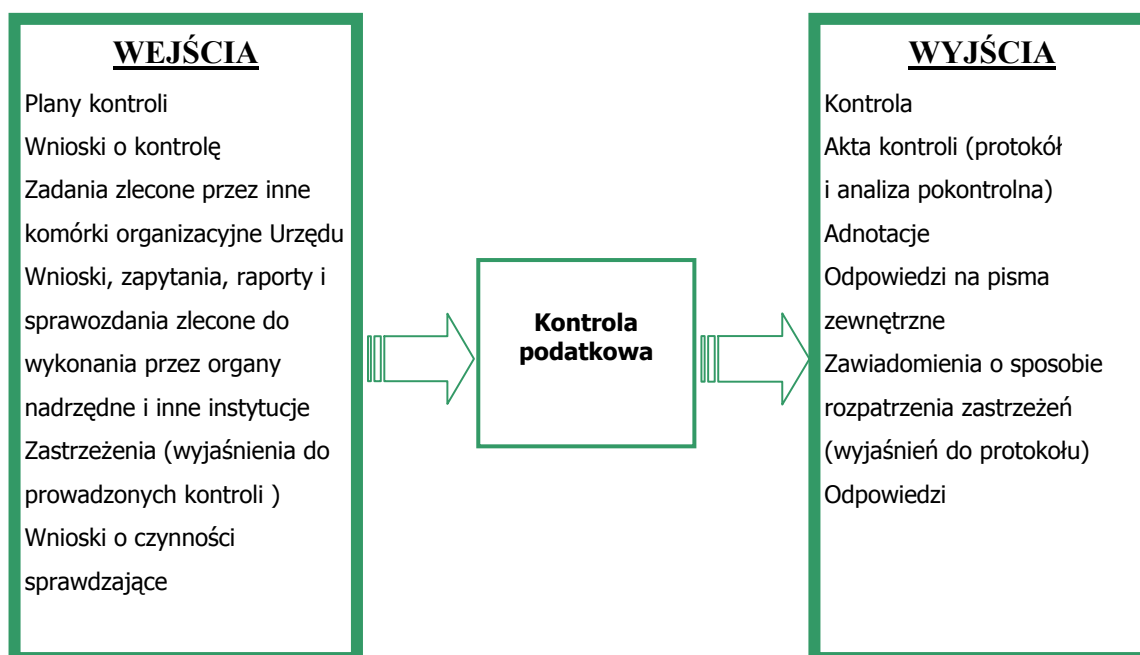 WEJŚCIA
Plany kontroli
Wnioski o kontrolę
Zadania zlecone przez inne
komórki organizacyjne Urzędu
Wnioski, zapytania, raporty i
sprawozdania zlecone do
wykonania przez organy
nadrzędne i inne instytucje
Zastrzeżenia (wyjaśnienia do
prowadzonych kontroli )
Wnioski o czynności
sprawdzające
Kontrola
podatkowa
WYJŚCIA
Kontrola
Akta kontroli (protokół
i analiza pokontrolna)
Adnotacje
Odpowiedzi na pisma
zewnętrzne
Zawiadomienia o sposobie
rozpatrzenia zastrzeżeń
(wyjaśnień do protokołu)
Odpowiedzi